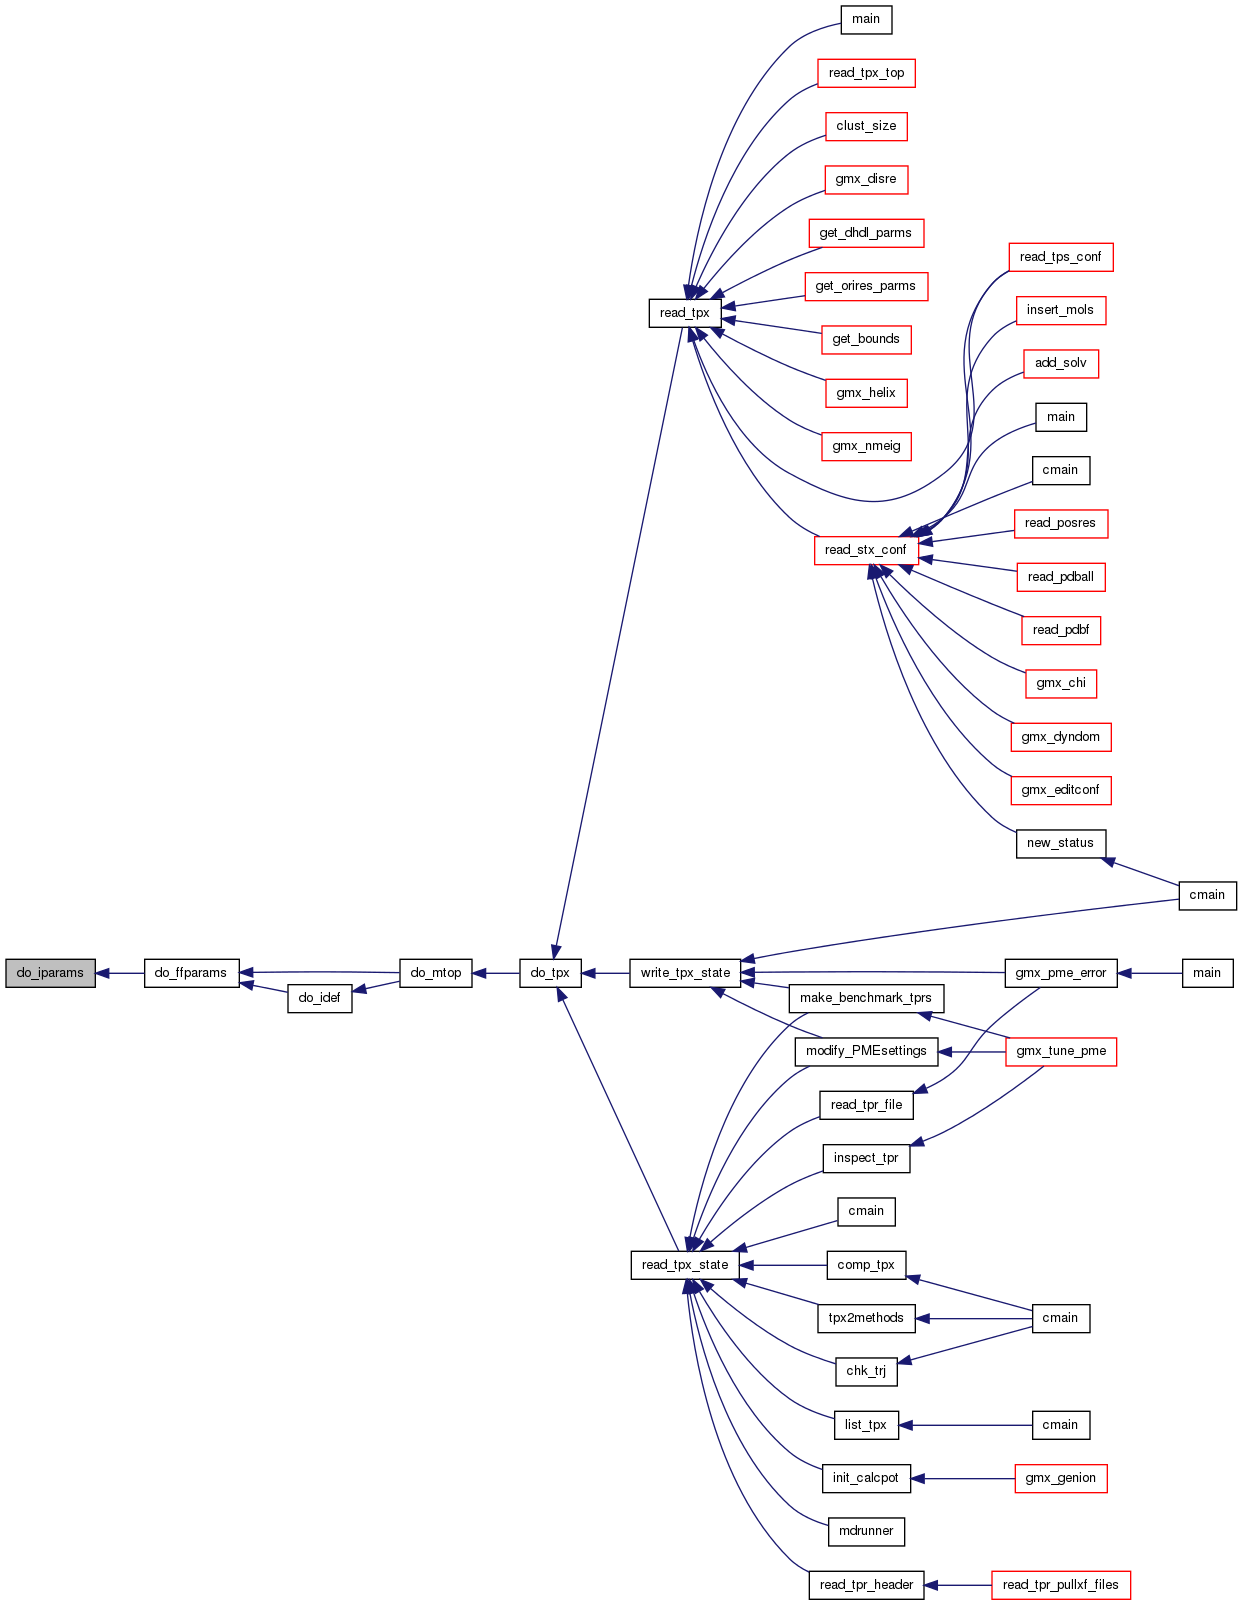 main
read_tpx_top
clust_size
gmx_disre
get_dhdl_parms
read_tps_conf
get_orires_parms
read_tpx
insert_mols
get_bounds
add_solv
gmx_helix
main
gmx_nmeig
cmain
read_posres
read_stx_conf
read_pdball
read_pdbf
gmx_chi
gmx_dyndom
gmx_editconf
new_status
cmain
do_iparams
do_ffparams
do_mtop
do_tpx
write_tpx_state
gmx_pme_error
main
do_idef
make_benchmark_tprs
modify_PMEsettings
gmx_tune_pme
read_tpr_file
inspect_tpr
cmain
read_tpx_state
comp_tpx
tpx2methods
cmain
chk_trj
list_tpx
cmain
init_calcpot
gmx_genion
mdrunner
read_tpr_header
read_tpr_pullxf_files